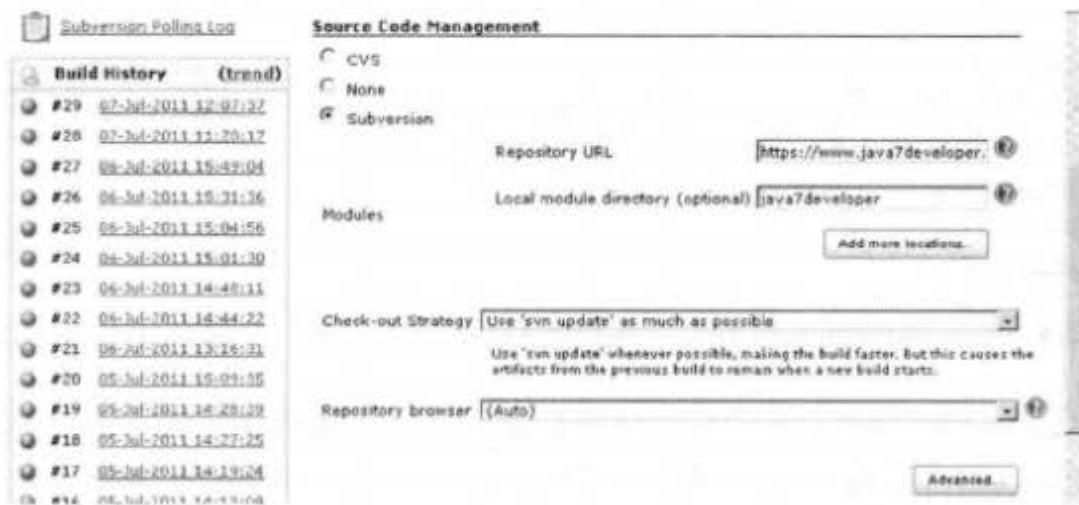 Subversion Polling Log
Build History (trend)
#29 07-Jul-2011 12:07:37
#28 07-Jul-2011 11:20:17
#27 06-Jul-2011 15:49:04
#26 06-Jul-2011 15:31:36
#25 06-Jul-2011 15:04:56
#24 06-Jul-2011 15:01:30
#23 06-Jul-2011 14:48:11
#22 06-Jul-2011 14:44:22
#21 06-Jul-2011 13:16:31
#20 05-Jul-2011 15:09:35
#19 05-Jul-2011 14:28:39
#18 05-Jul-2011 14:27:25
#17 05-Jul-2011 14:19:24
#16 05-Jul-2011
Source Code Management
CVS
None
Subversion
Modules
Repository URL https://www.java7developer.
Local module directory (optional) java7developer
Add more locations...
Check-out Strategy Use 'svn update' as much as possible
Use 'svn update' whenever possible, making the build faster. But this causes the
artifacts from the previous build to remain when a new build starts.
Repository browser (Auto)
Advanced...